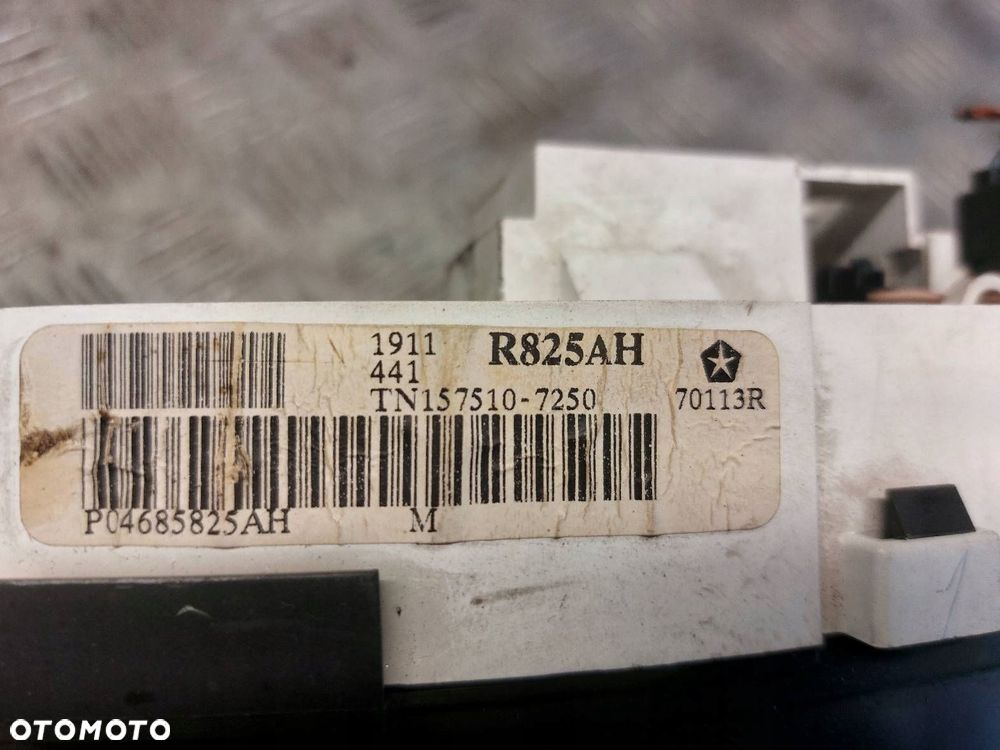 1911 R825AH
441
TN157510-7250 70113R
P04685825AH M
OTOMOTO